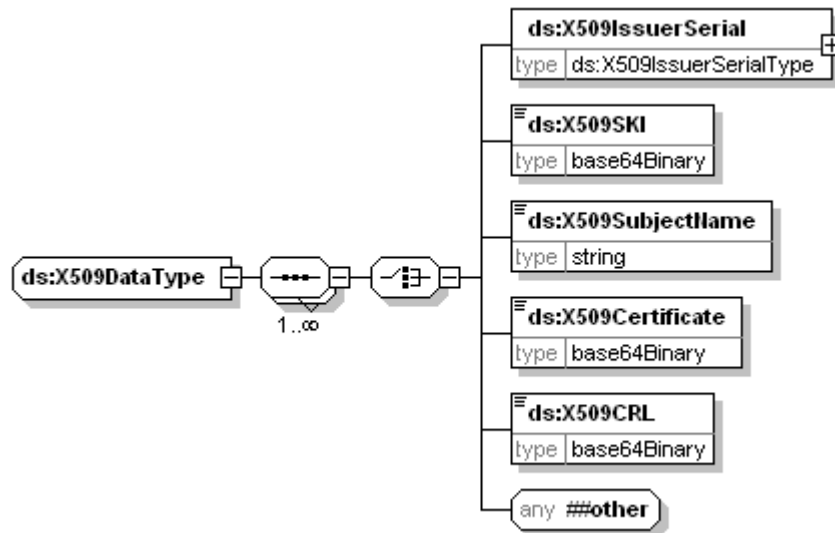 ds:X509IssuerSerial
type ds:X509IssuerSerialType
ds:X509SKI
type base64Binary
ds:X509SubjectName
type string
ds:X509DataType
1..∞
ds:X509Certificate
type base64Binary
ds:X509CRL
type base64Binary
any ##other